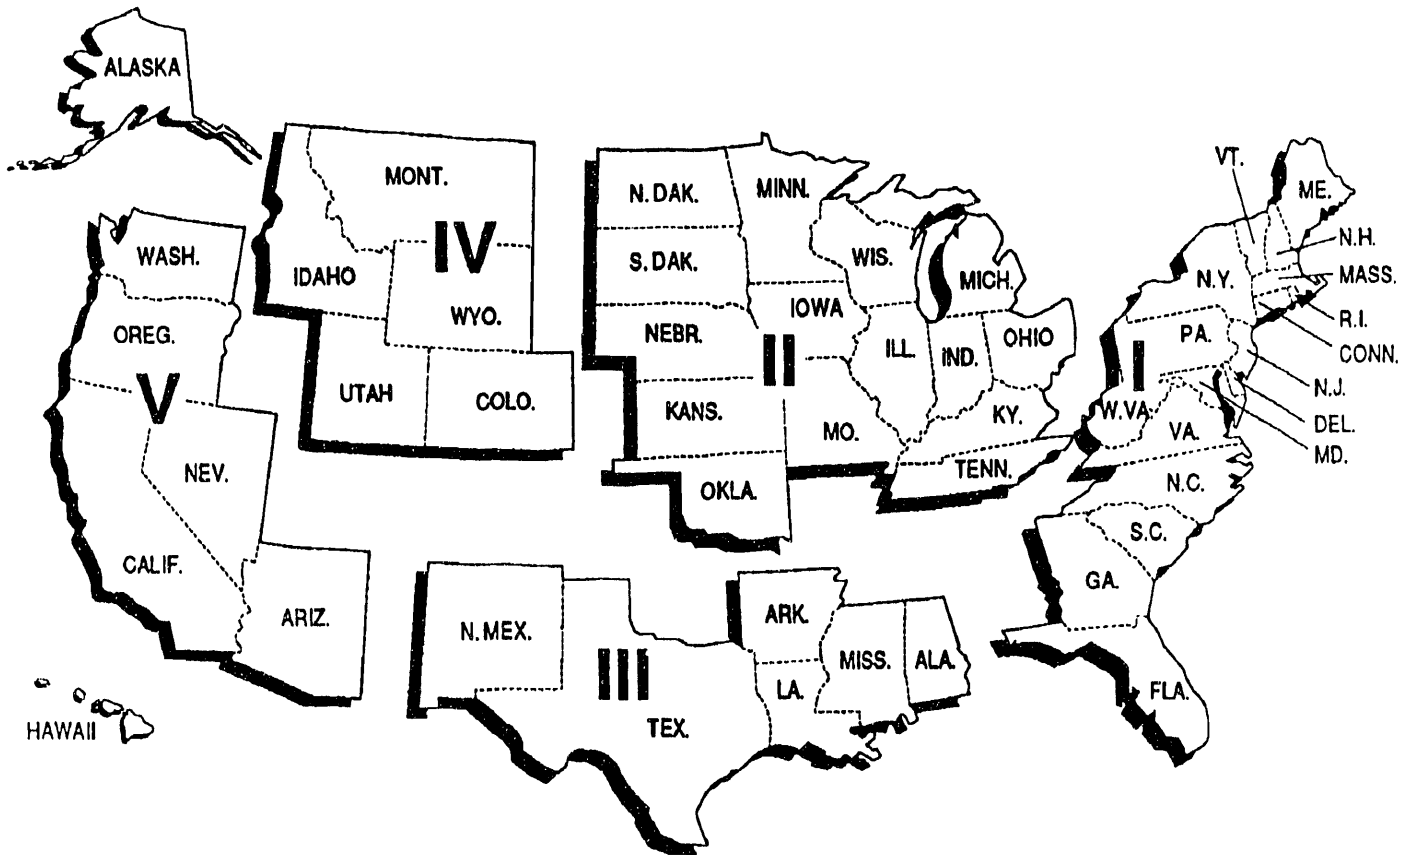 ALASKA
VT.
ME.
MONT.
N. DAK.
MINN.
WASH.
IV
IDAHO
S. DAK.
WIS.
MICH.
N.Y.
N.H.
MASS.
WYO.
IOWA
OREG.
NEBR.
ILL.
IND.
OHIO
PA.
R.I.
CONN.
II
I
V
UTAH
COLO.
KANS.
MO.
KY.
W.VA
N.J.
DEL.
VA.
MD.
NEV.
OKLA.
TENN.
N.C.
S.C.
CALIF.
GA.
ARIZ.
N. MEX.
ARK.
III
MISS.
ALA.
LA.
FLA.
TEX.
HAWAII